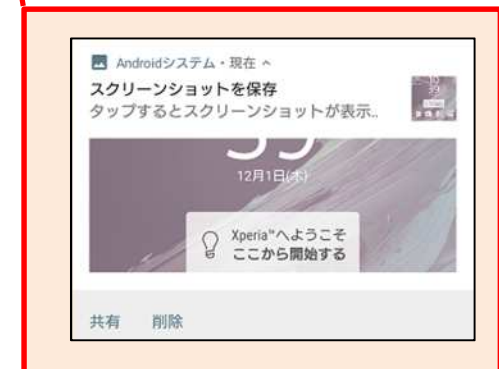 Androidシステム・現在 ^
スクリーンショットを保存
タップするとスクリーンショットが表示..
12月1日(木)
Xperia™へようこそ
ここから開始する
共有 削除